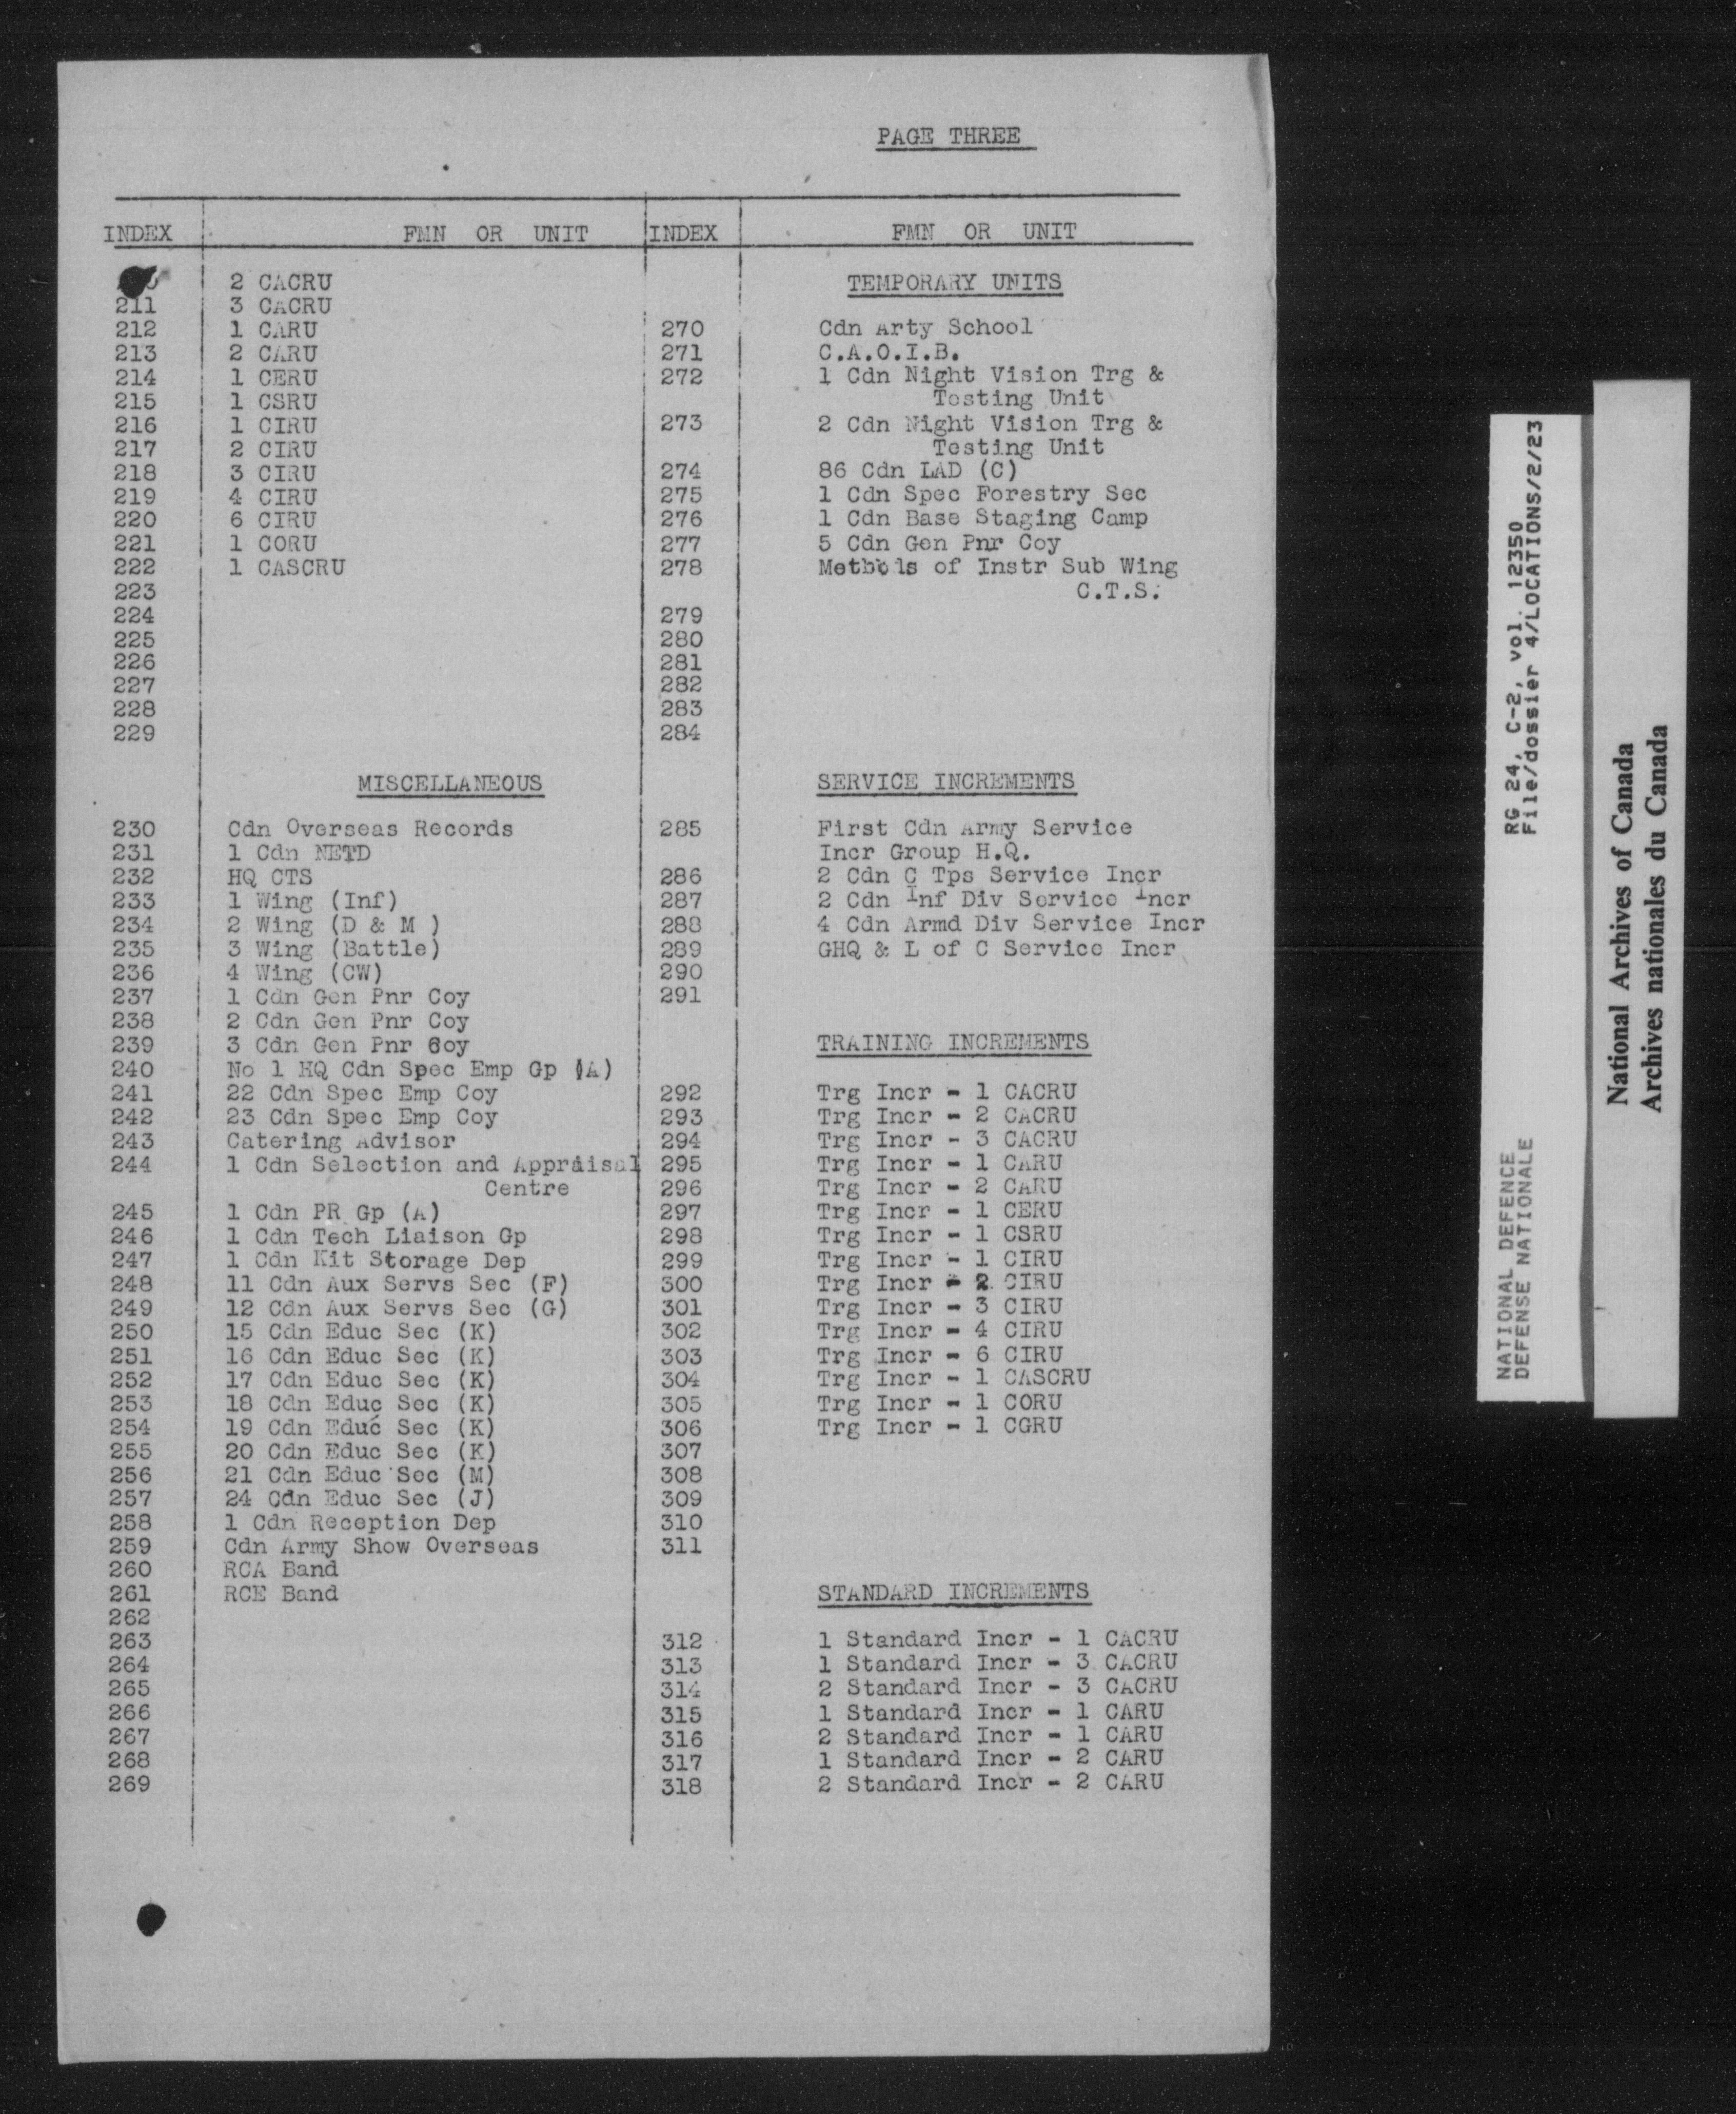 PAGE THREE
INDEX FMN OR UNIT INDEX FMN OR UNIT
2 CACRU
211 3 CACRU
212 1 CARU
213 2 CARU
214 1 CERU
215 1 CSRU
216 1 CIRU
217 2 CIRU
218 3 CIRU
219 4 CIRU
220 6 CIRU
221 1 CORU
222 1 CASCRU
223
224
225
226
227
228
229
MISCELLANEOUS
230 Cdn Overseas Records
231 1 Cdn NETD
232 HQ CTS
233 1 Wing (Inf)
234 2 Wing (D & M )
235 3 Wing (Battle)
236 4 Wing (CW)
237 1 Cdn Gen Pnr Coy
238 2 Cdn Gen Pnr Coy
239 3 Cdn Gen Pnr Coy
240 No 1 HQ Cdn Spec Emp Gp (A)
241 22 Cdn Spec Emp Coy
242 23 Cdn Spec Emp Coy
243 Catering Advisor
244 1 Cdn Selection and Appraisal
Centre
245 1 Cdn PR Gp (A)
246 1 Cdn Tech Liaison Gp
247 1 Cdn Kit Storage Dep
248 11 Cdn Aux Servs Sec (F)
249 12 Cdn Aux Servs Sec (G)
250 15 Cdn Educ Sec (K)
251 16 Cdn Educ Sec (K)
252 17 Cdn Educ Sec (K)
253 18 Cdn Educ Sec (K)
254 19 Cdn Educ Sec (K)
255 20 Cdn Educ Sec (K)
256 21 Cdn Educ Sec (M)
257 24 Cdn Educ Sec (J)
258 1 Cdn Reception Dep
259 Cdn Army Show Overseas
260 RCA Band
261 RCE Band
262
263
264
265
266
267
268
269
TEMPORARY UNITS
270 Cdn Arty School
271 C.A.O.I.B.
272 1 Cdn Night Vision Trg &
Testing Unit
273 2 Cdn Night Vision Trg &
Testing Unit
274 86 Cdn LAD (C)
275 1 Cdn Spec Forestry Sec
276 1 Cdn Base Staging Camp
277 5 Cdn Gen Pnr Coy
278 Methods of Instr Sub Wing
C.T.S.
279
280
281
282
283
284
SERVICE INCREMENTS
285 First Cdn Army Service
Incr Group H.Q.
286 2 Cdn C Tps Service Incr
287 2 Cdn Inf Div Service Incr
288 4 Cdn Armd Div Service Incr
289 GHQ & L of C Service Incr
290
291
TRAINING INCREMENTS
292 Trg Incr - 1 CACRU
293 Trg Incr - 2 CACRU
294 Trg Incr - 3 CACRU
295 Trg Incr - 1 CARU
296 Trg Incr - 2 CARU
297 Trg Incr - 1 CERU
298 Trg Incr - 1 CSRU
299 Trg Incr - 1 CIRU
300 Trg Incr - 2 CIRU
301 Trg Incr - 3 CIRU
302 Trg Incr - 4 CIRU
303 Trg Incr - 6 CIRU
304 Trg Incr - 1 CASCRU
305 Trg Incr - 1 CORU
306 Trg Incr - 1 CGRU
307
308
309
310
311
STANDARD INCREMENTS
312 1 Standard Incr - 1 CACRU
313 1 Standard Incr - 3 CACRU
314 2 Standard Incr - 3 CACRU
315 1 Standard Incr - 1 CARU
316 2 Standard Incr - 1 CARU
317 1 Standard Incr - 2 CARU
318 2 Standard Incr - 2 CARU
NATIONAL DEFENCE RG 24, C-2, vol. 12350
DEFENSE NATIONALE File/dossier 4/LOCATIONS/2/23
National Archives of Canada
Archives nationales du Canada